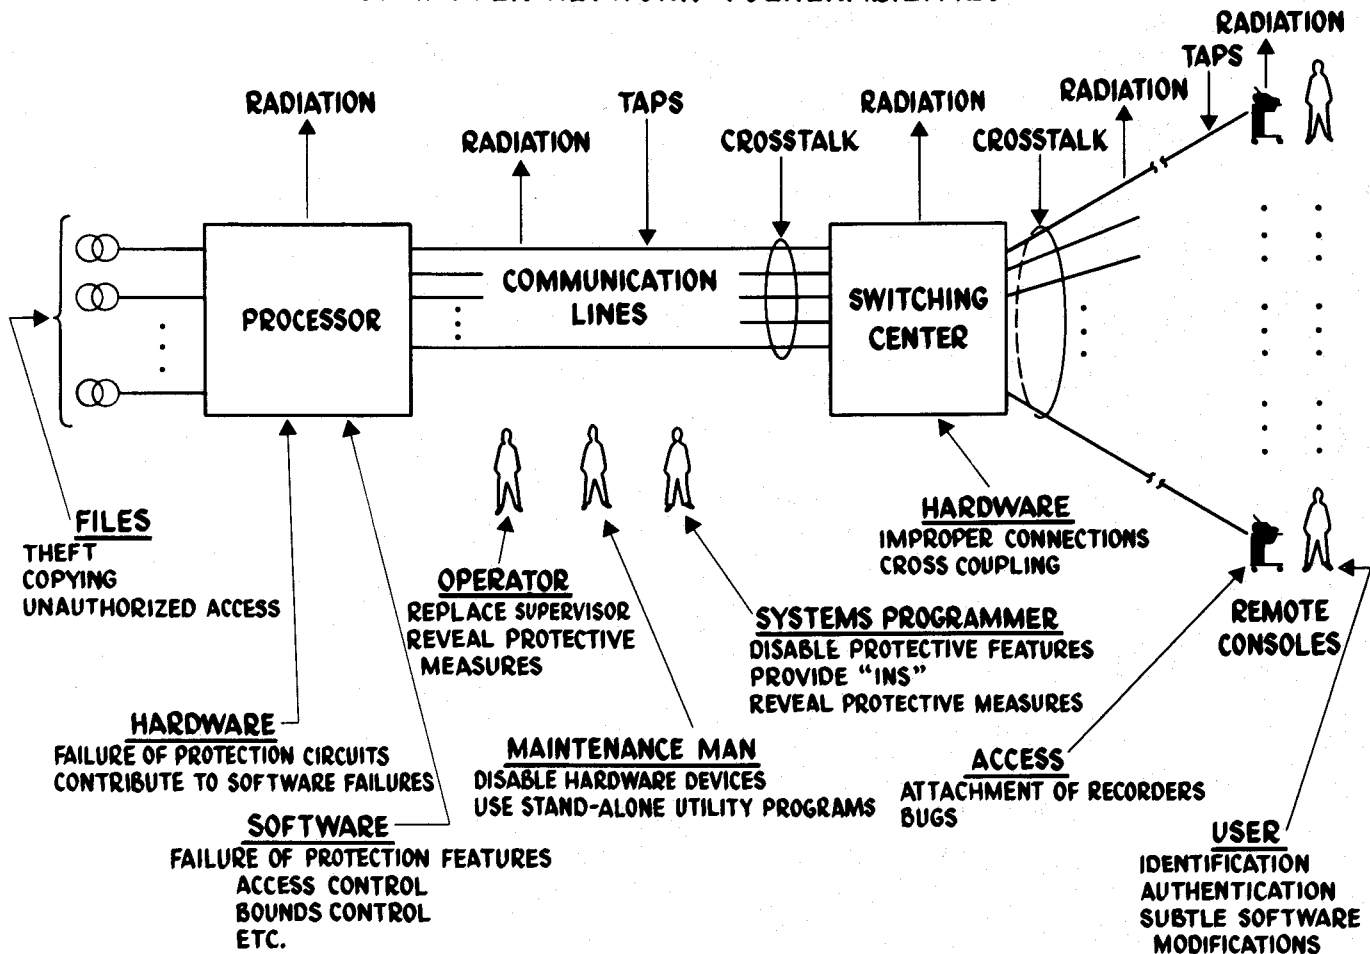 RADIATION
TAPS
RADIATION
TAPS
RADIATION
RADIATION
RADIATION
CROSSTALK
CROSSTALK
PROCESSOR
COMMUNICATION
LINES
SWITCHING
CENTER
FILES
THEFT
COPYING
UNAUTHORIZED ACCESS
OPERATOR
REPLACE SUPERVISOR
REVEAL PROTECTIVE
MEASURES
HARDWARE
IMPROPER CONNECTIONS
CROSS COUPLING
REMOTE
CONSOLES
SYSTEMS PROGRAMMER
DISABLE PROTECTIVE FEATURES
PROVIDE "INS"
REVEAL PROTECTIVE MEASURES
HARDWARE
FAILURE OF PROTECTION CIRCUITS
CONTRIBUTE TO SOFTWARE FAILURES
MAINTENANCE MAN
DISABLE HARDWARE DEVICES
USE STAND-ALONE UTILITY PROGRAMS
ACCESS
ATTACHMENT OF RECORDERS
BUGS
SOFTWARE
FAILURE OF PROTECTION FEATURES
ACCESS CONTROL
BOUNDS CONTROL
ETC.
USER
IDENTIFICATION
AUTHENTICATION
SUBTLE SOFTWARE
MODIFICATIONS